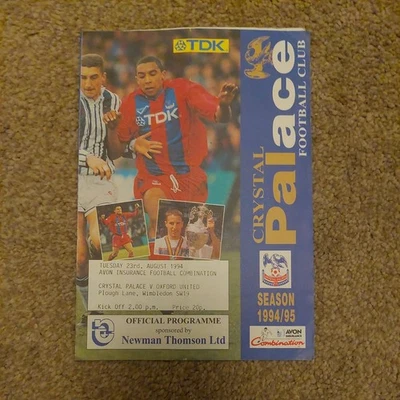 TDK
CRYSTAL
Palace
FOOTBALL CLUB
TDK
TUESDAY 23rd, AUGUST 1994
AVON INSURANCE FOOTBALL COMBINATION
CRYSTAL PALACE V OXFORD UNITED
Plough Lane, Wimbledon SW19
Kick Off 2.00 p.m. Price 20p.
SEASON
1994/95
AVON
Combination
OFFICIAL PROGRAMME
sponsored by
Newman Thomson Ltd